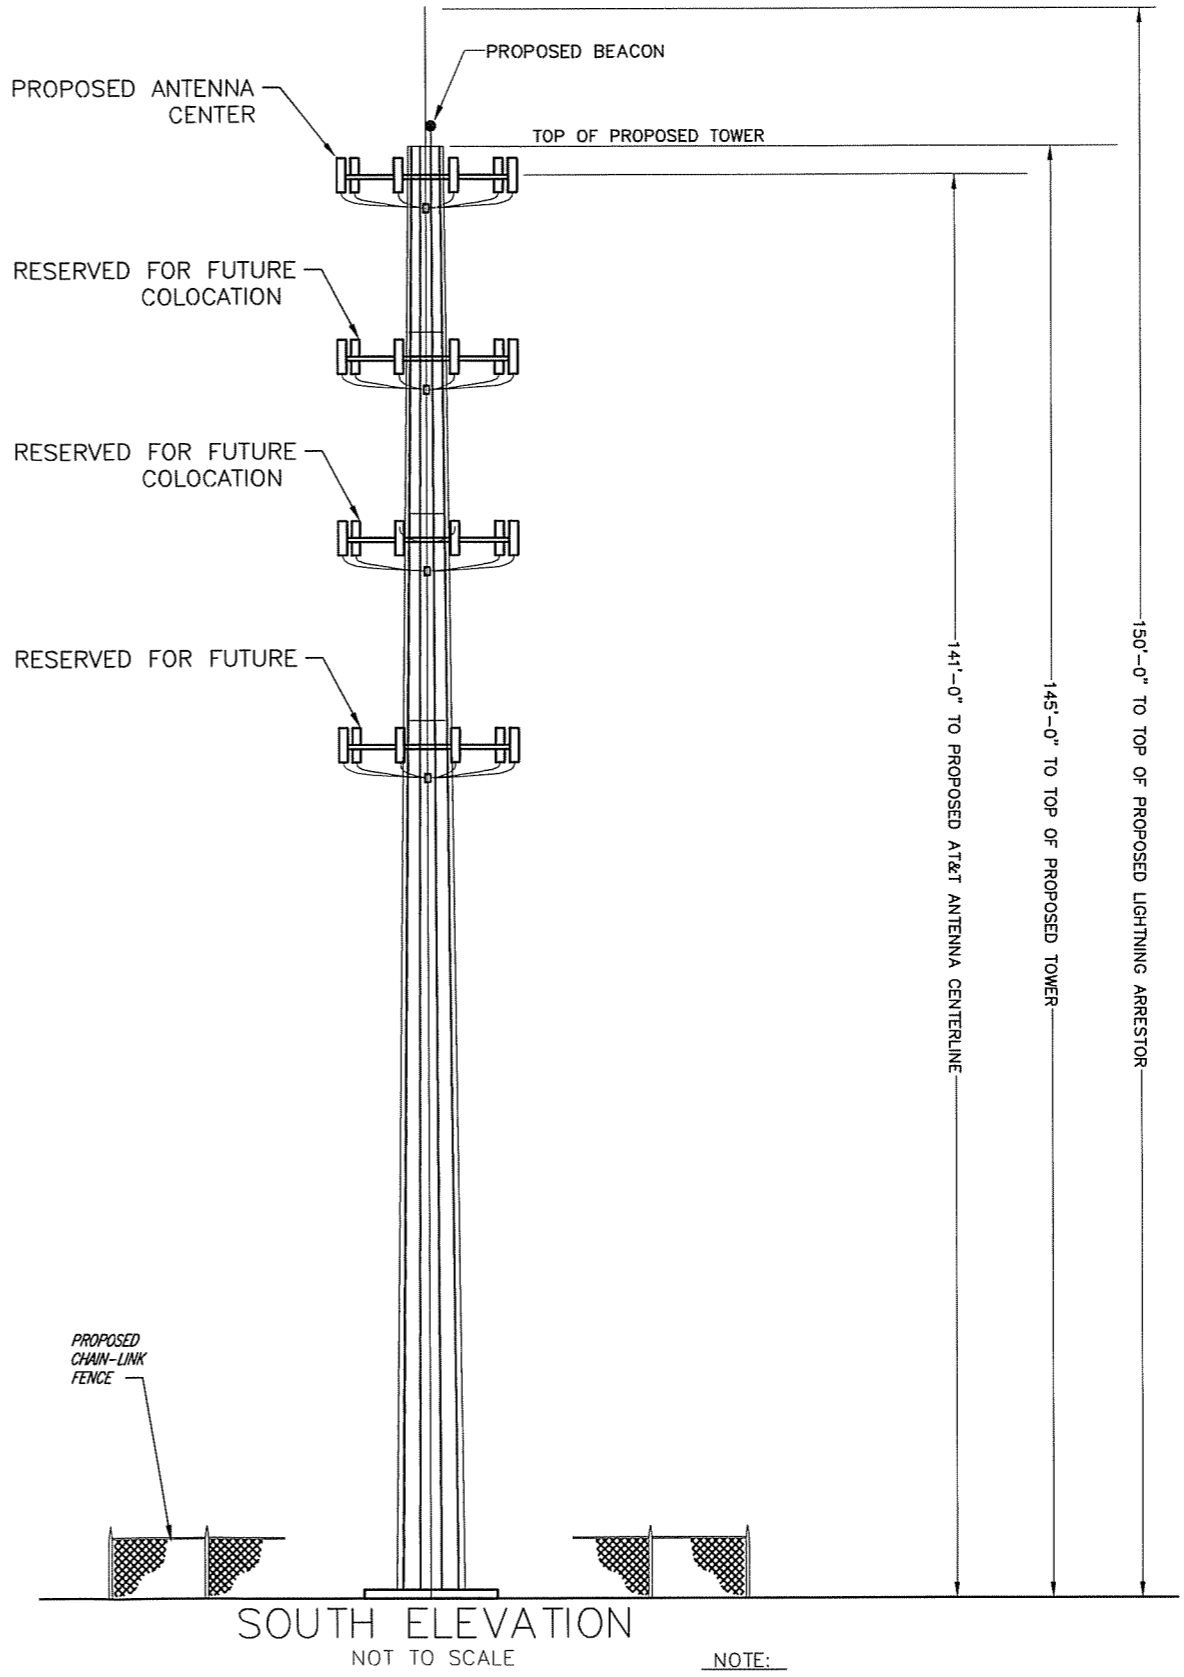 PROPOSED BEACON
PROPOSED ANTENNA
CENTER
TOP OF PROPOSED TOWER
RESERVED FOR FUTURE
COLOCATION
RESERVED FOR FUTURE
COLOCATION
RESERVED FOR FUTURE
141'-0" TO PROPOSED AT&T ANTENNA CENTERLINE
145'-0" TO TOP OF PROPOSED TOWER
150'-0" TO TOP OF PROPOSED LIGHTNING ARRESTOR
PROPOSED
CHAIN-LINK
FENCE
SOUTH ELEVATION
NOT TO SCALE
NOTE: